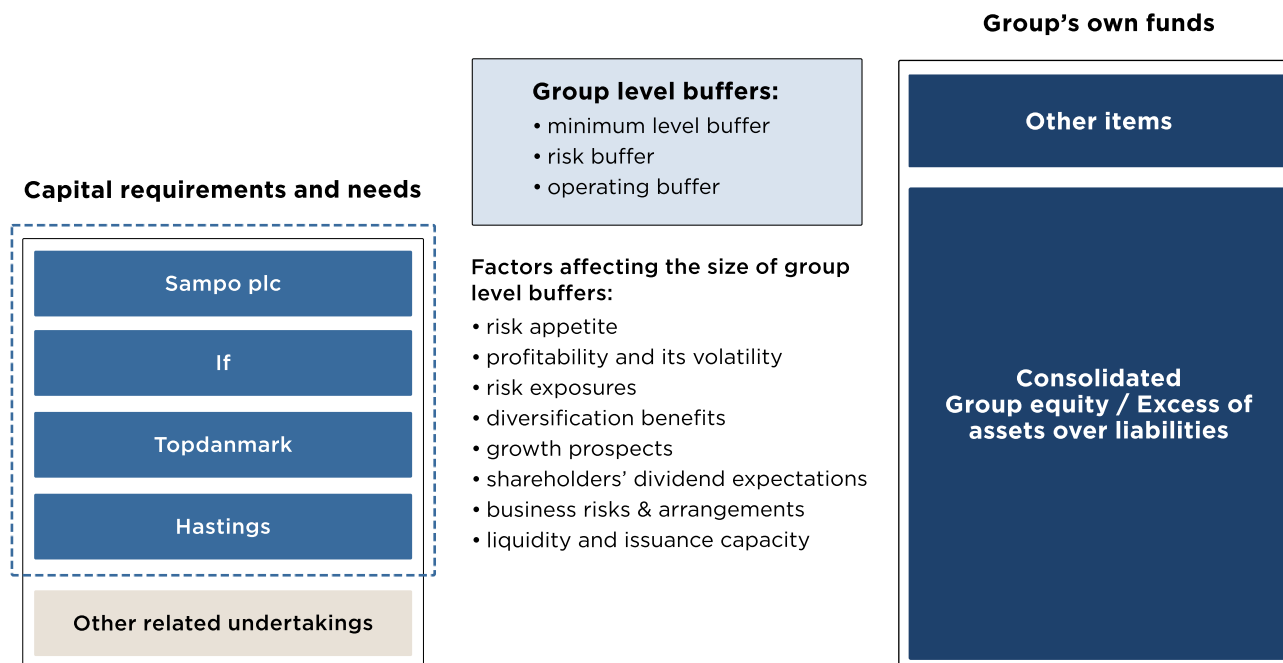 Capital requirements and needs
Sampo plc
If
Topdanmark
Hastings
Other related undertakings
Group level buffers:
• minimum level buffer
• risk buffer
• operating buffer
Factors affecting the size of group
level buffers:
• risk appetite
• profitability and its volatility
• risk exposures
• diversification benefits
• growth prospects
• shareholders’ dividend expectations
• business risks & arrangements
• liquidity and issuance capacity
Group’s own funds
Other items
Consolidated
Group equity / Excess of
assets over liabilities